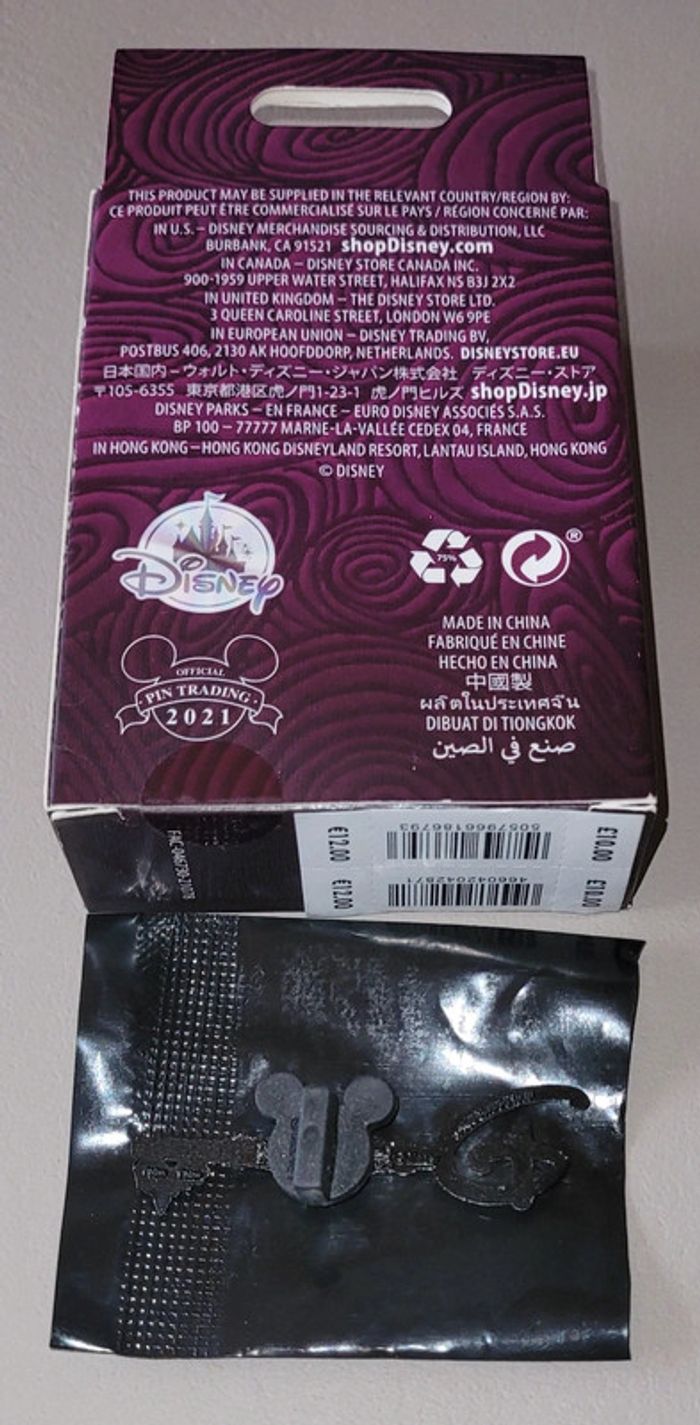 THIS PRODUCT MAY BE SUPPLIED IN THE RELEVANT COUNTRY/REGION BY:
CE PRODUIT PEUT ÊTRE COMMERCIALISÉ SUR LE PAYS / RÉGION CONCERNÉ PAR:
IN U.S. – DISNEY MERCHANDISE SOURCING & DISTRIBUTION, LLC
BURBANK, CA 91521 shopDisney.com
IN CANADA – DISNEY STORE CANADA INC.
900-1959 UPPER WATER STREET, HALIFAX NS B3J 2X2
IN UNITED KINGDOM – THE DISNEY STORE LTD.
3 QUEEN CAROLINE STREET, LONDON W6 9PE
IN EUROPEAN UNION – DISNEY TRADING BV,
POSTBUS 406, 2130 AK HOOFDDORP, NETHERLANDS. DISNEYSTORE.EU
日本国内–ウォルト・ディズニー・ジャパン株式会社 ディズニー・ストア
〒105-6355 東京都港区虎ノ門1-23-1 虎ノ門ヒルズ shopDisney.jp
DISNEY PARKS – EN FRANCE – EURO DISNEY ASSOCIÉS S.A.S.
BP 100 – 77777 MARNE-LA-VALLÉE CEDEX 04, FRANCE
IN HONG KONG – HONG KONG DISNEYLAND RESORT, LANTAU ISLAND, HONG KONG
© DISNEY
DISNEY
75%
®
OFFICIAL
PIN TRADING
2021
MADE IN CHINA
FABRIQUÉ EN CHINE
HECHO EN CHINA
中國製
ผลิตในประเทศจีน
DIBUAT DI TIONGKOK
صنع في الصين
FAC-046730-21078
€12.00
5057966186793
£10.00
€12.00
466042042871
£10.00